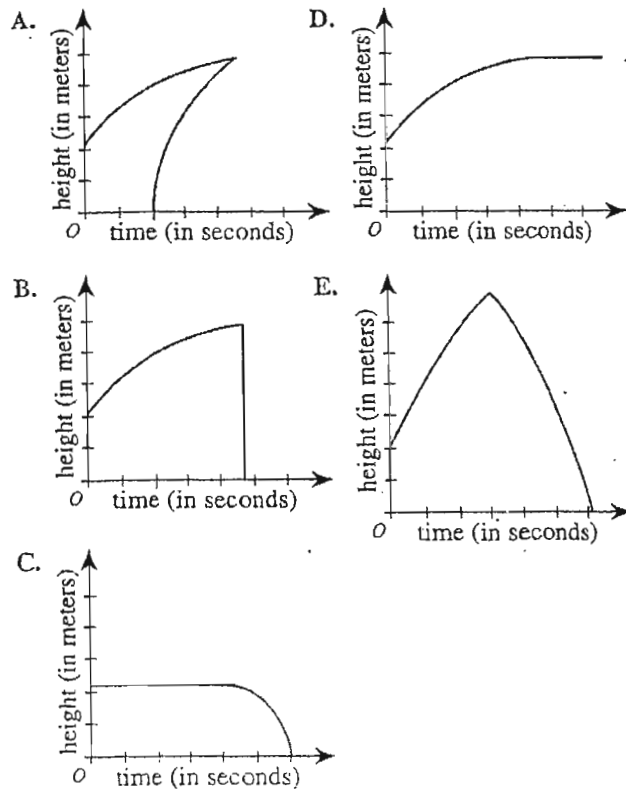 A.
height (in meters)
O
time (in seconds)
D.
height (in meters)
O
time (in seconds)
B.
height (in meters)
O
time (in seconds)
E.
height (in meters)
O
time (in seconds)
C.
height (in meters)
O
time (in seconds)